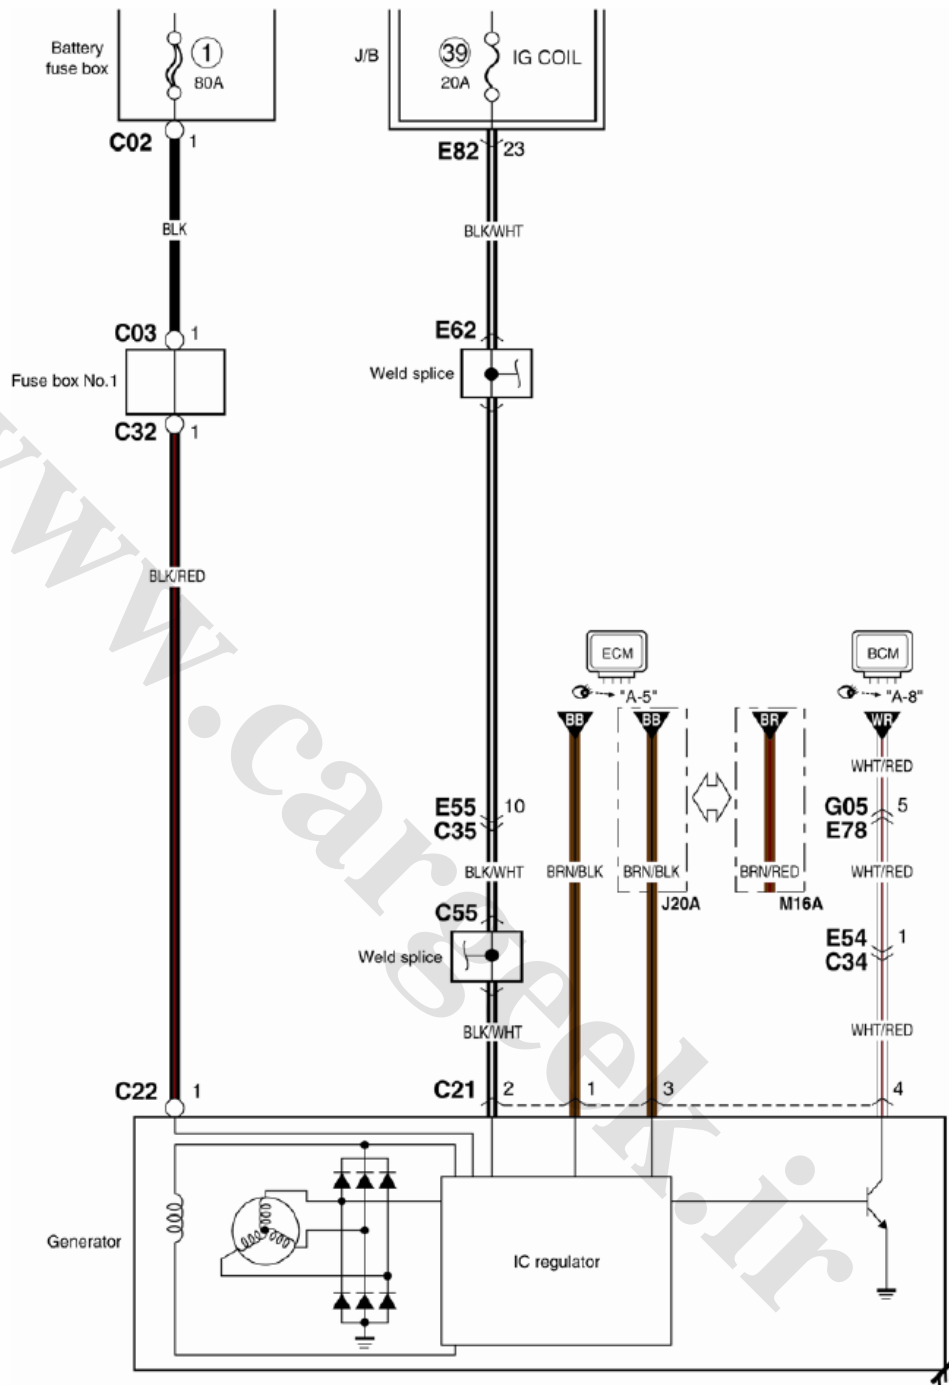 Battery
fuse box
1
80A
J/B
39
20A
IG COIL
C02
1
E82
23
BLK
BLK/WHT
C03
1
E62
Fuse box No.1
Weld splice
C32
1
BLK/RED
ECM
"A-5"
BCM
"A-8"
BB
BB
BR
WR
WHT/RED
E55
10
C35
G05
5
E78
BLK/WHT
BRN/BLK
BRN/BLK
BRN/RED
WHT/RED
J20A
M16A
C55
E54
1
C34
Weld splice
BLK/WHT
WHT/RED
C22
1
C21
2
1
3
4
Generator
IC regulator
www.cargeek.ir